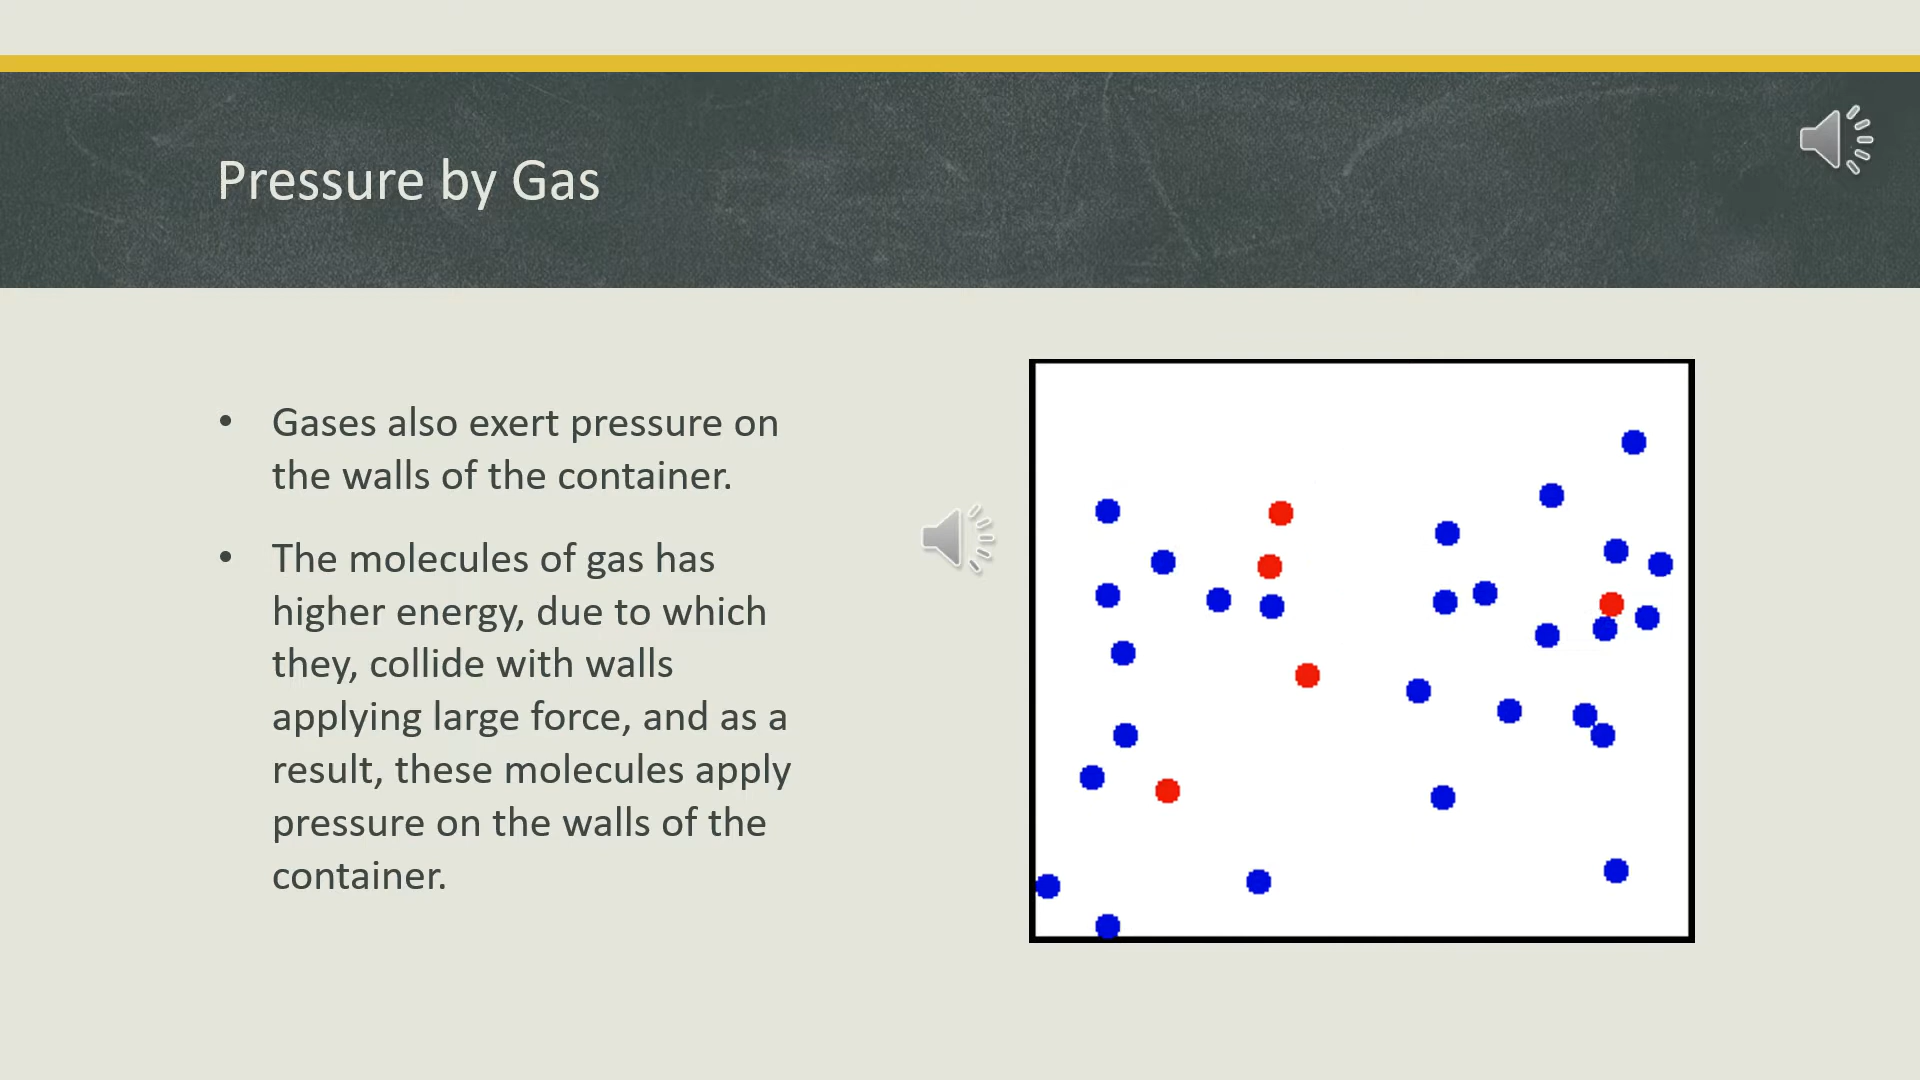 Pressure by Gas
• Gases also exert pressure on
the walls of the container.
• The molecules of gas has
higher energy, due to which
they, collide with walls
applying large force, and as a
result, these molecules apply
pressure on the walls of the
container.